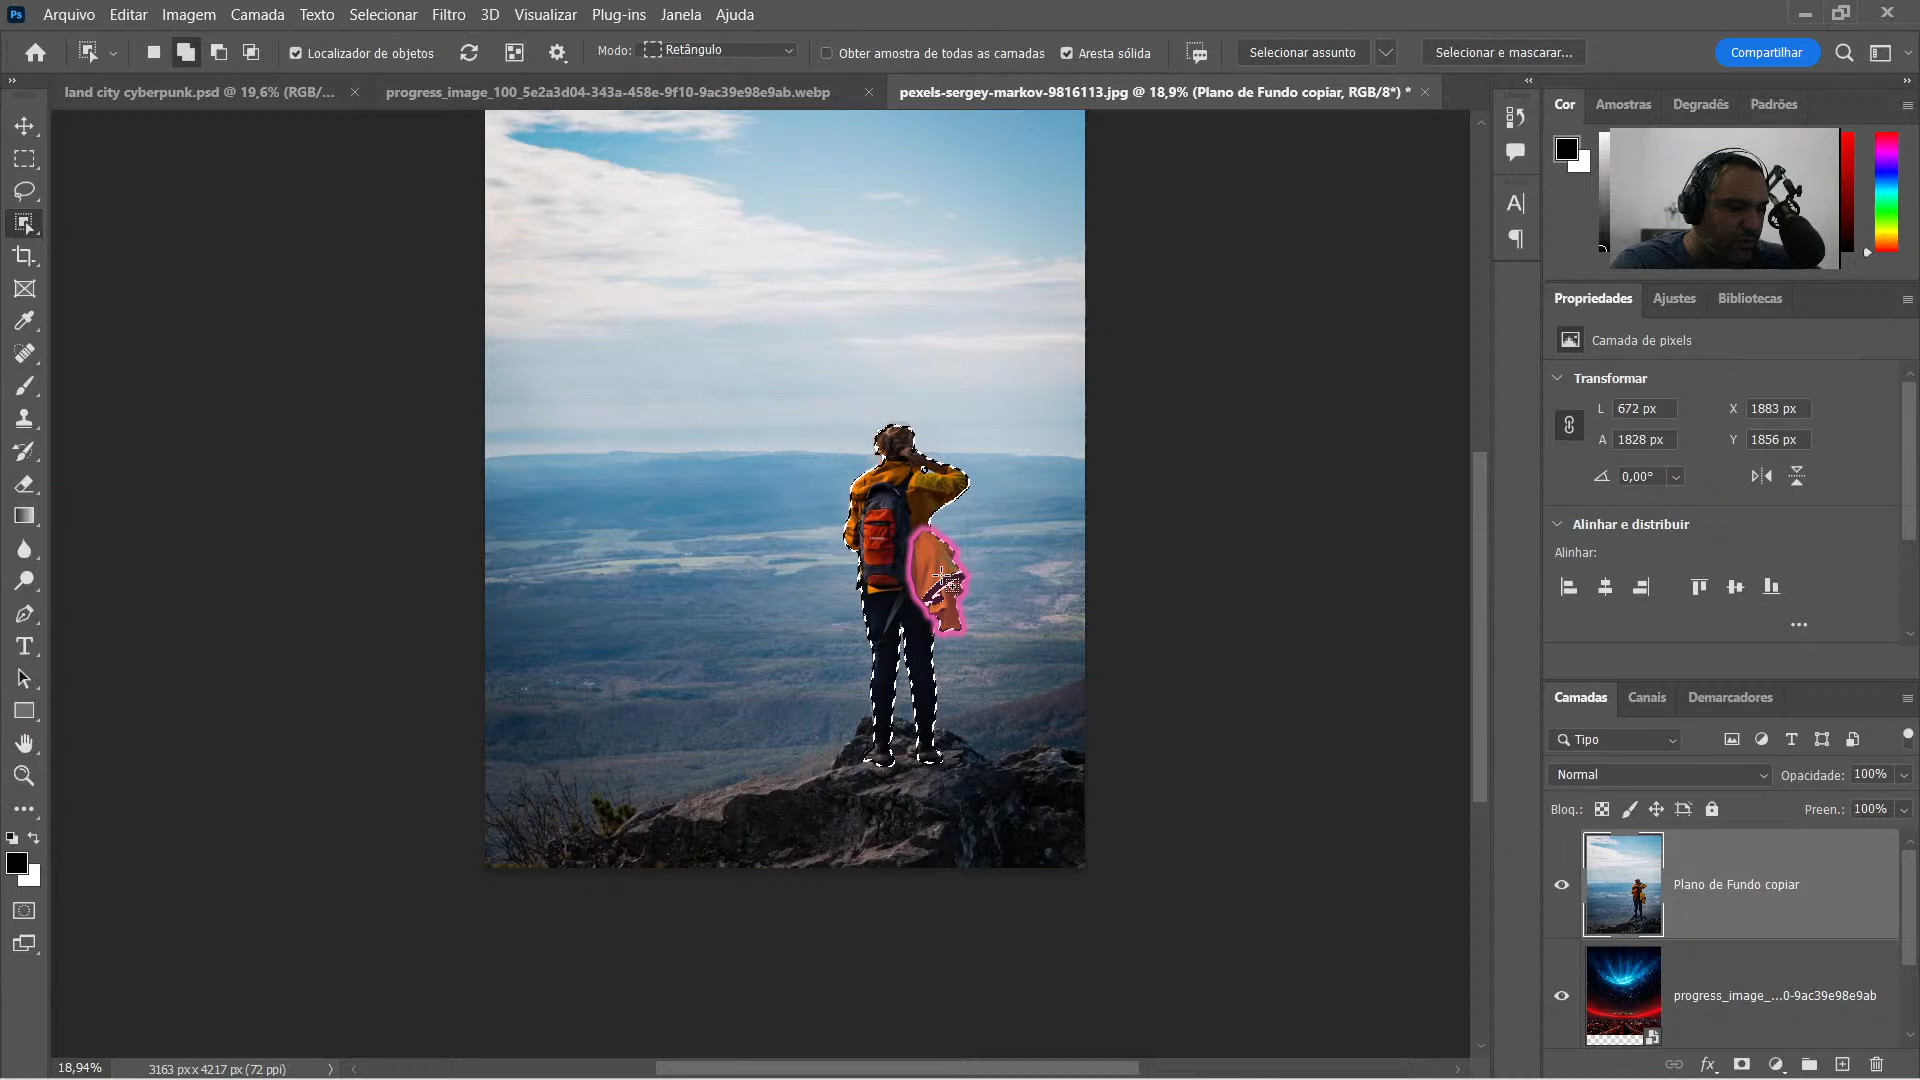 Ps Arquivo Editar Imagem Camada Texto Selecionar Filtro 3D Visualizar Plug-ins Janela Ajuda
Localizador de objetos Modo: Retângulo Obter amostra de todas as camadas Aresta sólida Selecionar assunto Selecionar e mascarar... Compartilhar
land city cyberpunk.psd @ 19,6% (RGB/... progress_image_100_5e2a3d04-343a-458e-9f10-9ac39e98e9ab.webp pexels-sergey-markov-9816113.jpg @ 18,9% (Plano de Fundo copiar, RGB/8*) *
Cor Amostras Degradês Padrões
Propriedades Ajustes Bibliotecas
Camada de pixels
Transformar
L 672 px X 1883 px
A 1828 px Y 1856 px
0,00°
Alinhar e distribuir
Alinhar:
Camadas Canais Demarcadores
Tipo
Normal Opacidade: 100%
Bloq.: Preen.: 100%
Plano de Fundo copiar
progress_image_...0-9ac39e98e9ab
18,94% 3163 px x 4217 px (72 ppi)